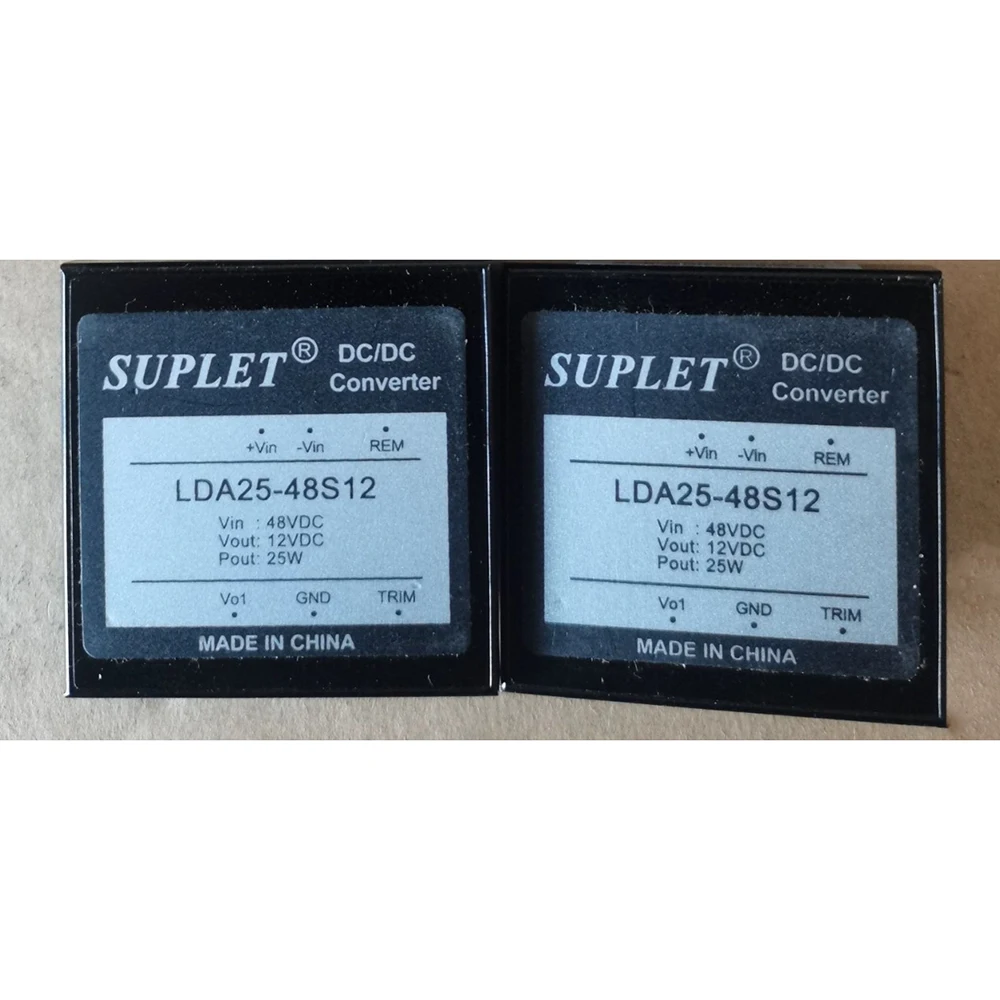 SUPLET® DC/DC
Converter
+Vin -Vin REM
LDA25-48S12
Vin : 48VDC
Vout: 12VDC
Pout: 25W
Vo1 GND TRIM
MADE IN CHINA
SUPLET® DC/DC
Converter
+Vin -Vin REM
LDA25-48S12
Vin : 48VDC
Vout: 12VDC
Pout: 25W
Vo1 GND TRIM
MADE IN CHINA